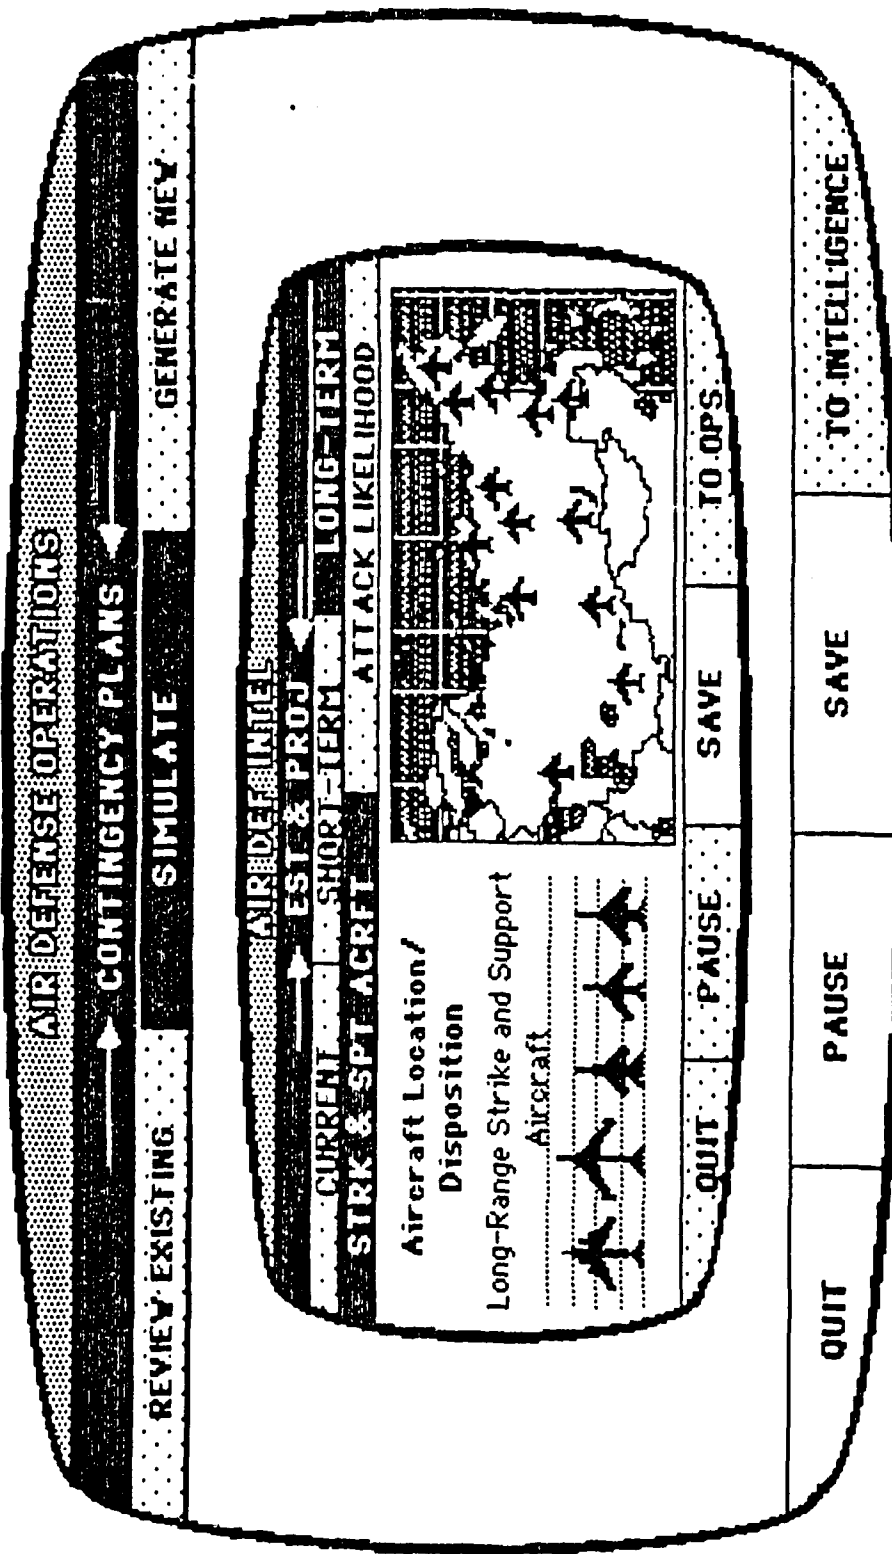 AIR DEFENSE OPERATIONS
CONTINGENCY PLANS
REVIEW EXISTING SIMULATE GENERATE NEW
AIR DEF INTEL
EST & PROJ
CURRENT SHORT-TERM LONG-TERM
STRK & SPT ACRFT ATTACK LIKELIHOOD
Aircraft Location/
Disposition
Long-Range Strike and Support
Aircraft
QUIT PAUSE SAVE TO OPS
QUIT PAUSE SAVE TO INTELLIGENCE